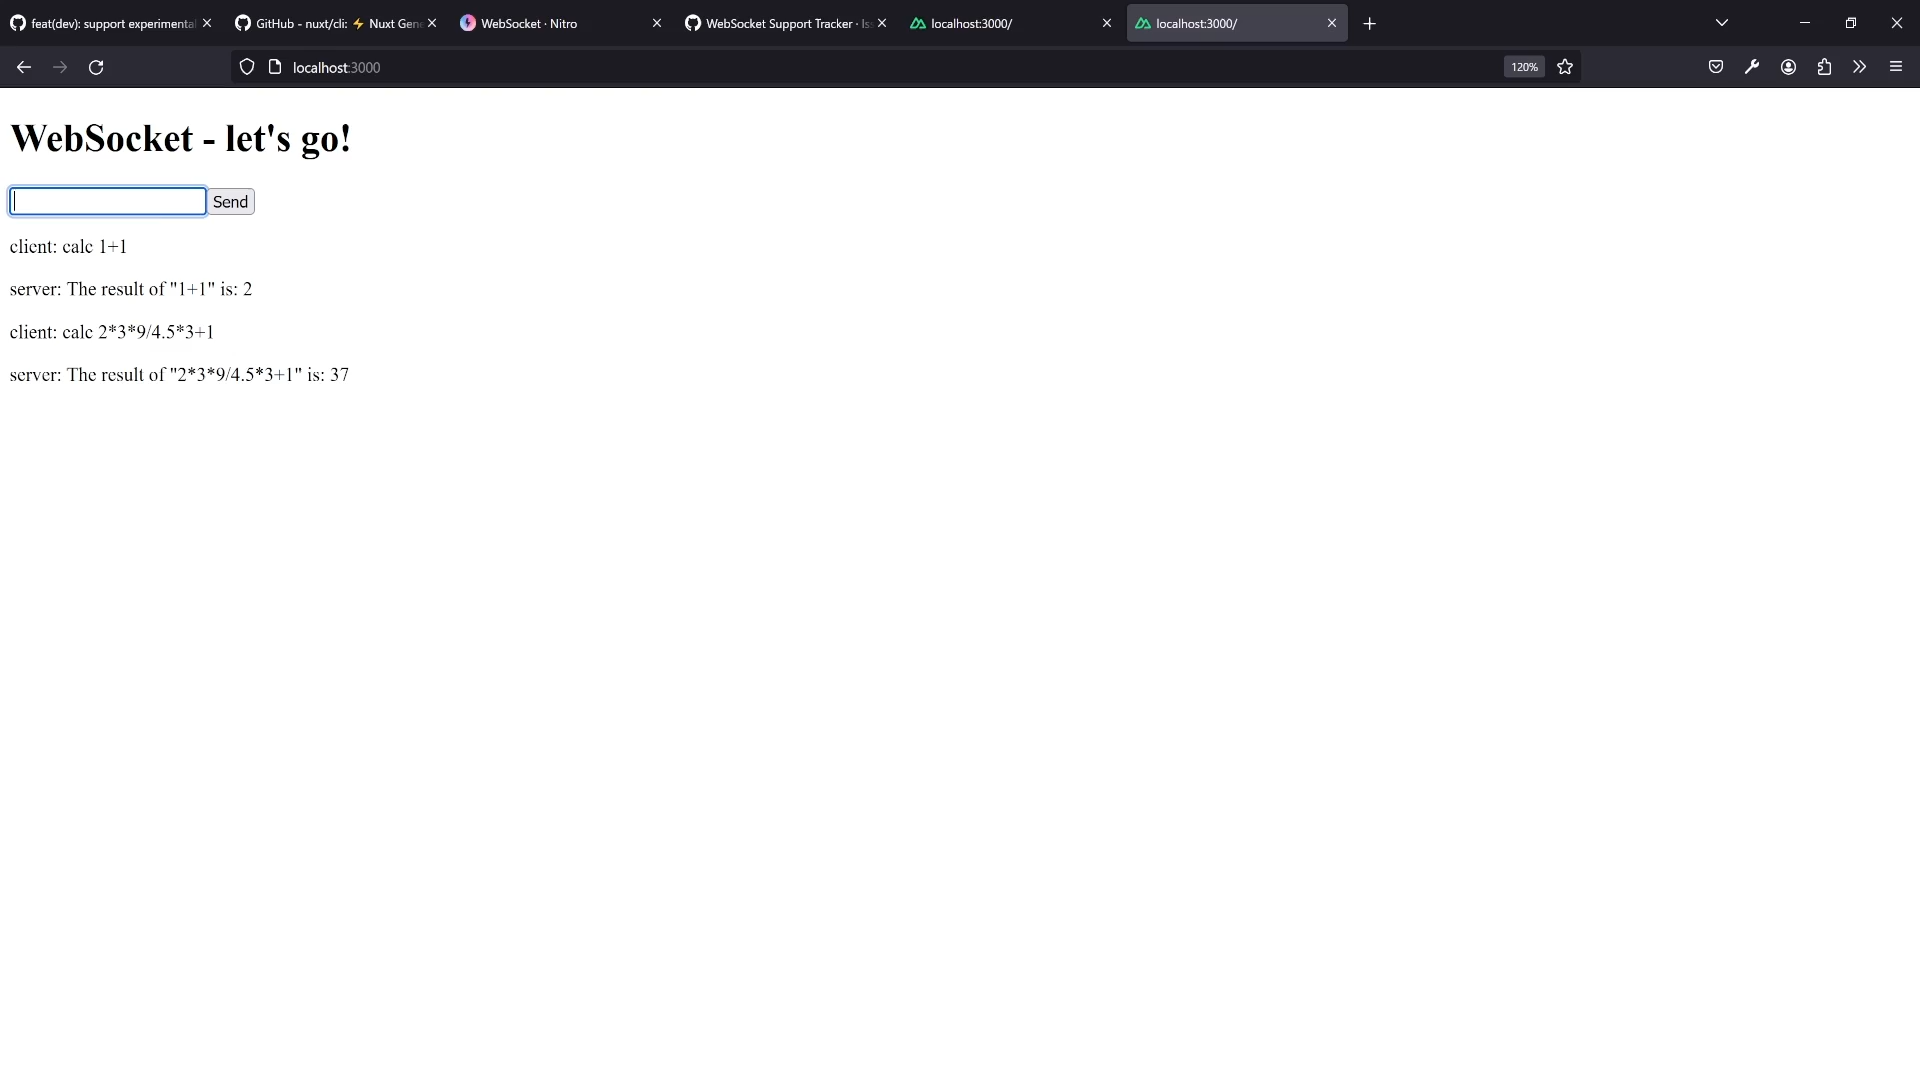 feat(dev): support experimental
GitHub - nuxt/cli: ⚡ Nuxt Gene
WebSocket · Nitro
WebSocket Support Tracker · Iss
localhost:3000/
localhost:3000/
localhost:3000
120%
WebSocket - let's go!
Send
client: calc 1+1
server: The result of "1+1" is: 2
client: calc 2*3*9/4.5*3+1
server: The result of "2*3*9/4.5*3+1" is: 37